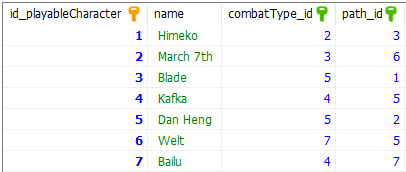 id_playableCharacter name combatType_id path_id
1 Himeko 2 3
2 March 7th 3 6
3 Blade 5 1
4 Kafka 4 5
5 Dan Heng 5 2
6 Welt 7 5
7 Bailu 4 7